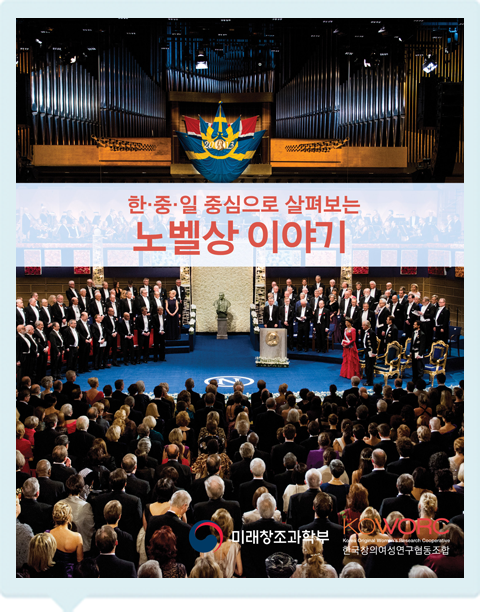 한·중·일 중심으로 살펴보는
노벨상 이야기
미래창조과학부
KOWORC
Korea Original Women's Research Cooperative
한국창의여성연구협동조합